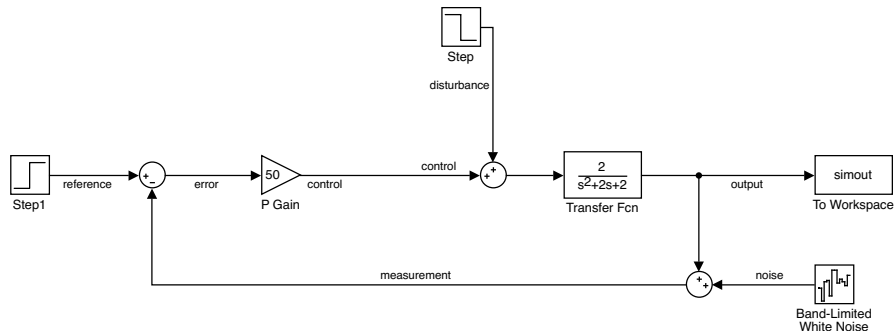 Step
disturbance
Step1
reference
+
−
error
50
P Gain
control
control
+
+
2
s²+2s+2
Transfer Fcn
output
simout
To Workspace
measurement
+
+
noise
Band-Limited
White Noise